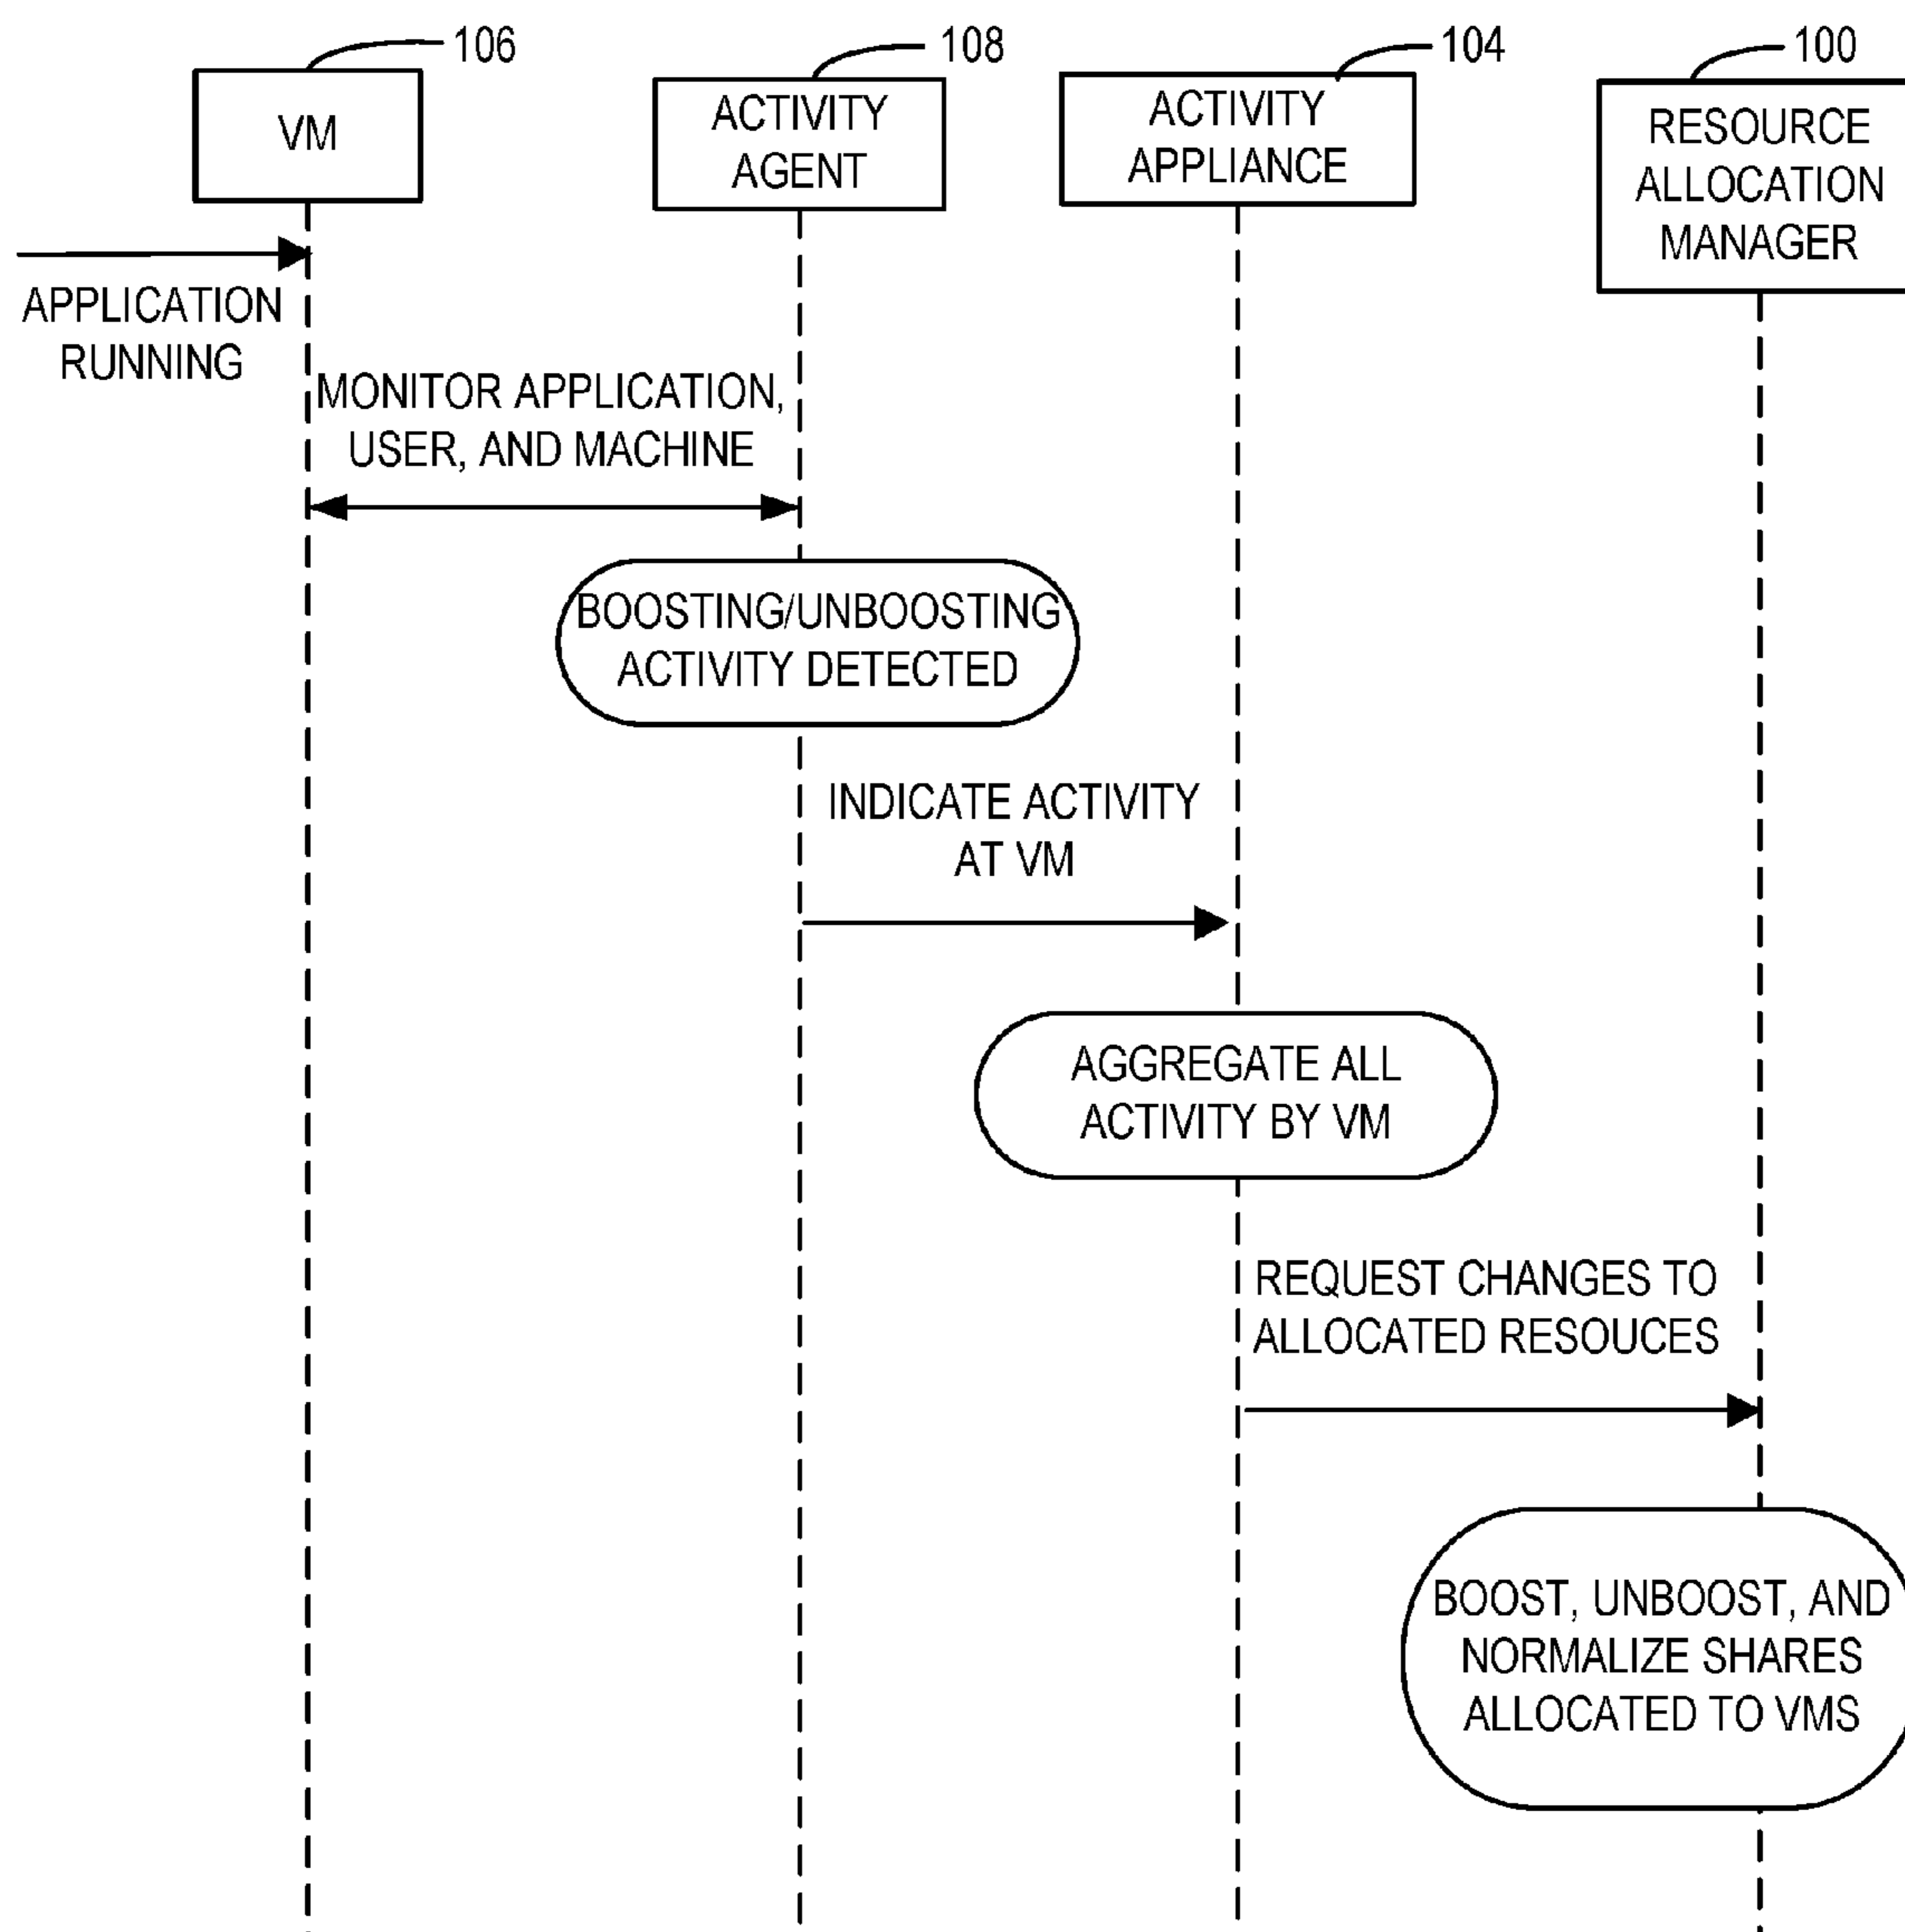 106
108
104
100
VM
ACTIVITY
AGENT
ACTIVITY
APPLIANCE
RESOURCE
ALLOCATION
MANAGER
APPLICATION
RUNNING
MONITOR APPLICATION,
USER, AND MACHINE
BOOSTING/UNBOOSTING
ACTIVITY DETECTED
INDICATE ACTIVITY
AT VM
AGGREGATE ALL
ACTIVITY BY VM
REQUEST CHANGES TO
ALLOCATED RESOUCES
BOOST, UNBOOST, AND
NORMALIZE SHARES
ALLOCATED TO VMS